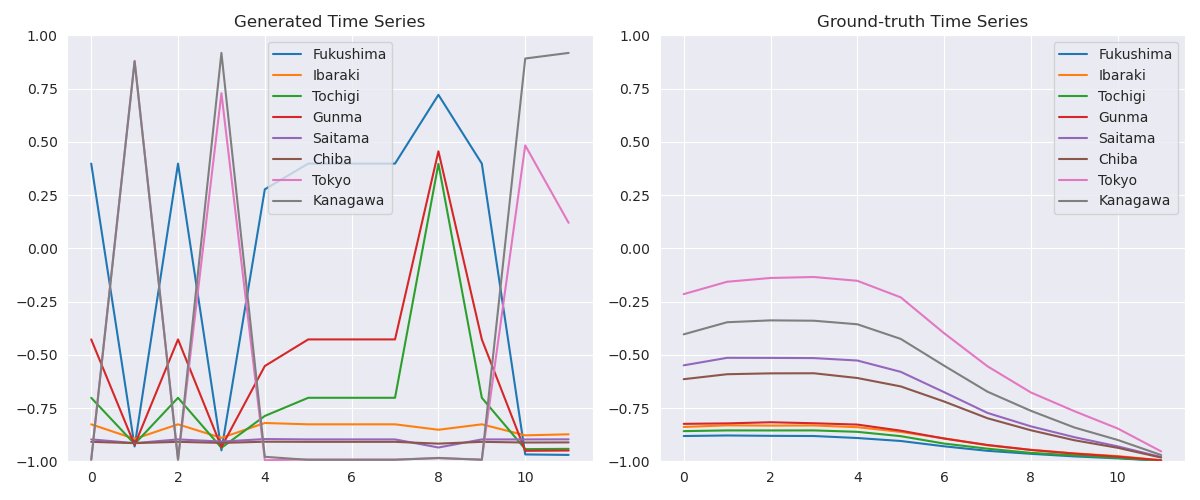 Generated Time Series
1.00
0.75
0.50
0.25
0.00
−0.25
−0.50
−0.75
−1.00
0 2 4 6 8 10
Fukushima
Ibaraki
Tochigi
Gunma
Saitama
Chiba
Tokyo
Kanagawa
Ground-truth Time Series
1.00
0.75
0.50
0.25
0.00
−0.25
−0.50
−0.75
−1.00
0 2 4 6 8 10
Fukushima
Ibaraki
Tochigi
Gunma
Saitama
Chiba
Tokyo
Kanagawa